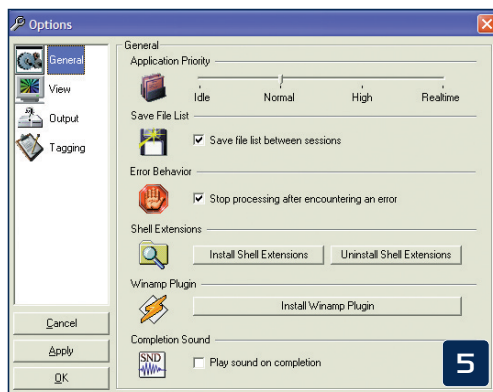 Options
General
View
Output
Tagging
Cancel
Apply
OK
General
Application Priority
Idle Normal High Realtime
Save File List
Save file list between sessions
Error Behavior
Stop processing after encountering an error
Shell Extensions
Install Shell Extensions Uninstall Shell Extensions
Winamp Plugin
Install Winamp Plugin
Completion Sound
SND
Play sound on completion
5